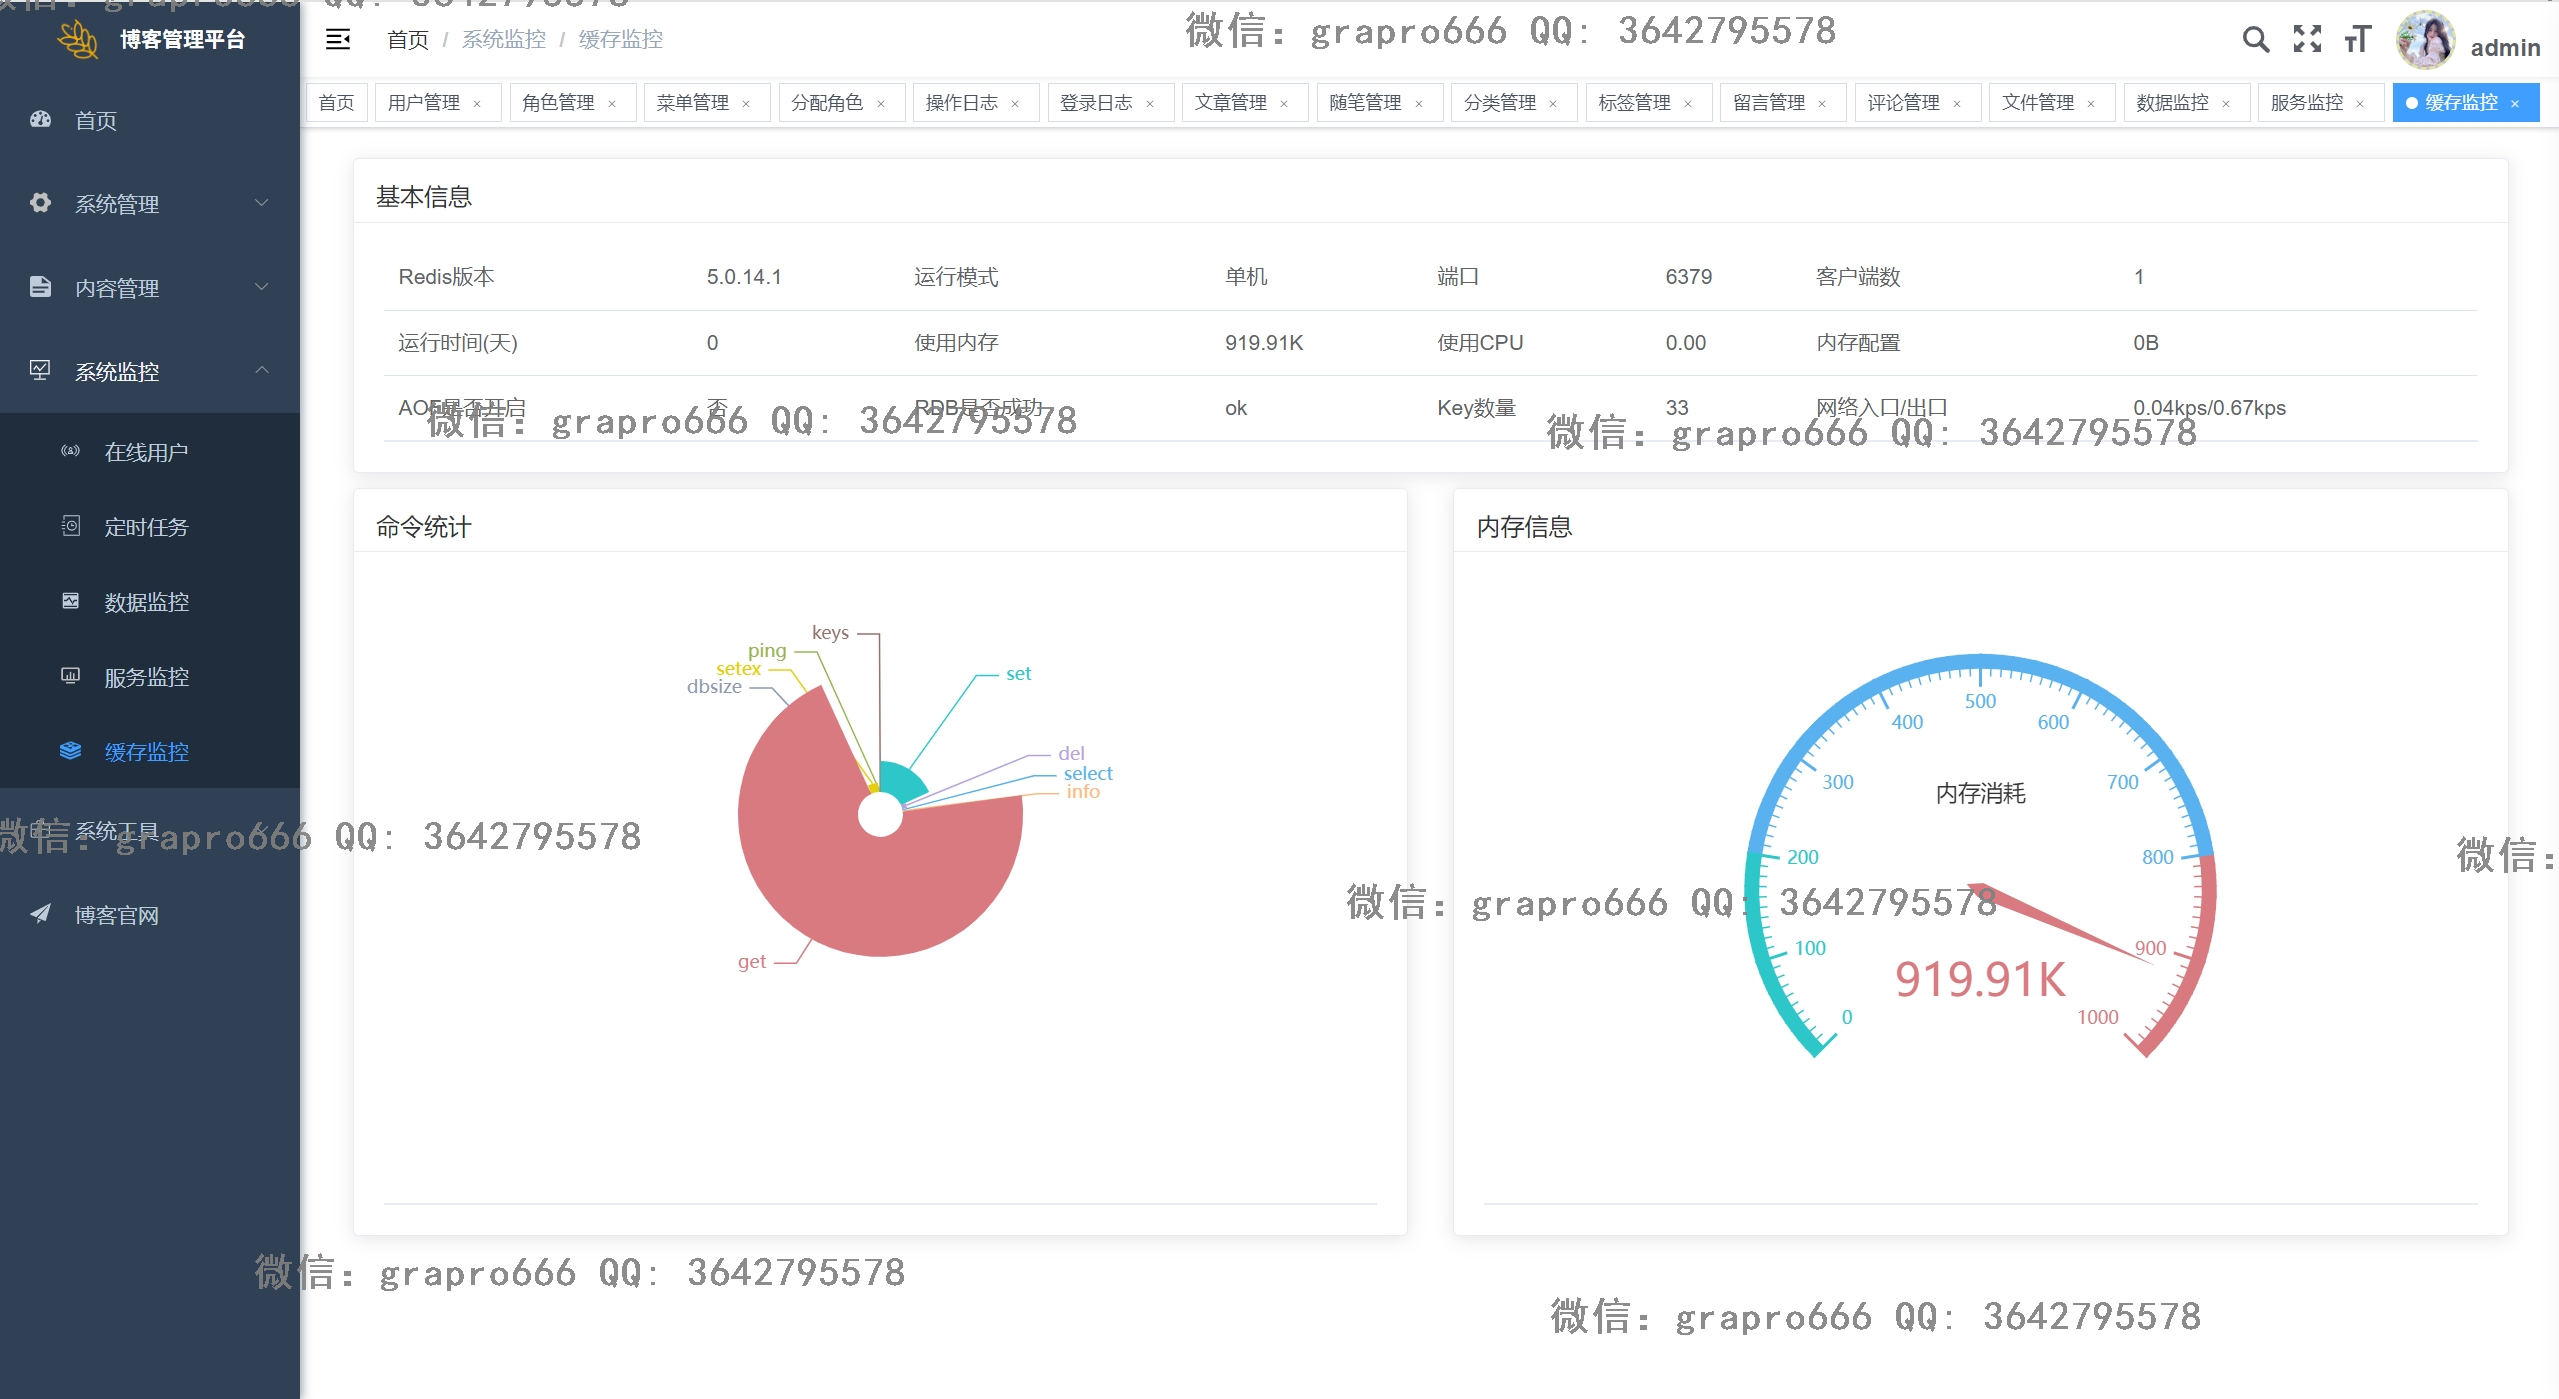 微信: grapro666 QQ: 3642795578
博客管理平台
首页 / 系统监控 / 缓存监控
admin
首页 用户管理 × 角色管理 × 菜单管理 × 分配角色 × 操作日志 × 登录日志 × 文章管理 × 随笔管理 × 分类管理 × 标签管理 × 留言管理 × 评论管理 × 文件管理 × 数据监控 × 服务监控 × 缓存监控 ×
首页
系统管理
内容管理
系统监控
在线用户
定时任务
数据监控
服务监控
缓存监控
系统工具
博客官网
基本信息
Redis版本 5.0.14.1 运行模式 单机 端口 6379 客户端数 1
运行时间(天) 0 使用内存 919.91K 使用CPU 0.00 内存配置 0B
AOF是否开启 否 RDB是否成功 ok Key数量 33 网络入口/出口 0.04kps/0.67kps
微信: grapro666 QQ: 3642795578
微信: grapro666 QQ: 3642795578
命令统计
keys
ping
setex
dbsize
set
del
select
info
get
内存信息
内存消耗
0
100
200
300
400
500
600
700
800
900
1000
919.91K
微信: grapro666 QQ: 3642795578
微信:
微信: grapro666 QQ: 3642795578
微信: grapro666 QQ: 3642795578
微信: grapro666 QQ: 3642795578